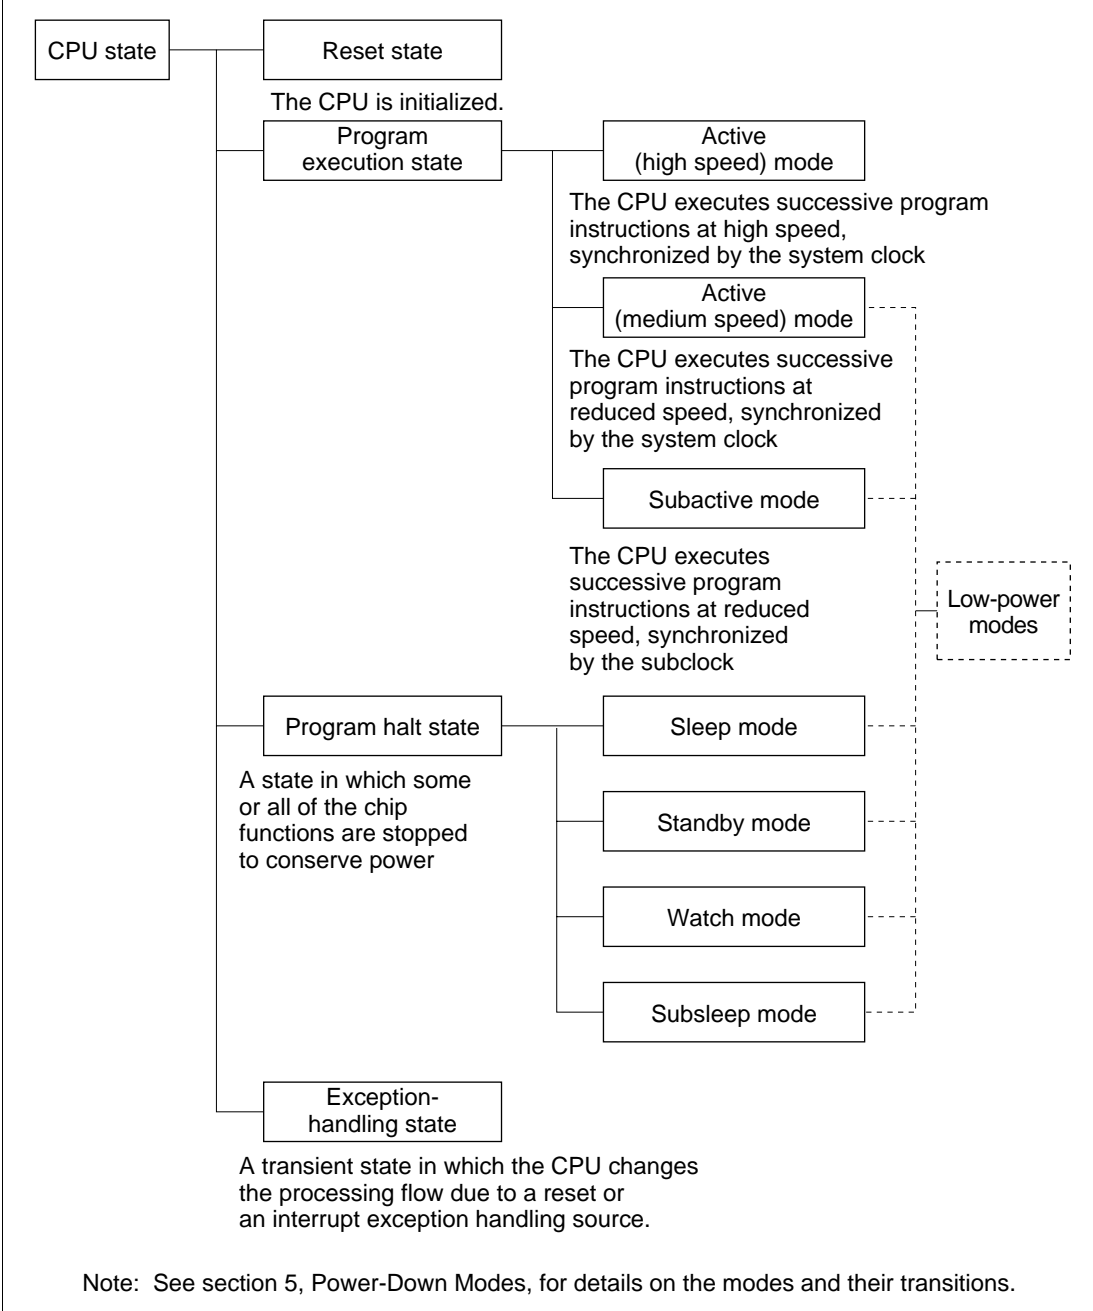 CPU state
Reset state
The CPU is initialized.
Program
execution state
Active
(high speed) mode
The CPU executes successive program
instructions at high speed,
synchronized by the system clock
Active
(medium speed) mode
The CPU executes successive
program instructions at
reduced speed, synchronized
by the system clock
Subactive mode
The CPU executes
successive program
instructions at reduced
speed, synchronized
by the subclock
Low-power
modes
Program halt state
A state in which some
or all of the chip
functions are stopped
to conserve power
Sleep mode
Standby mode
Watch mode
Subsleep mode
Exception-
handling state
A transient state in which the CPU changes
the processing flow due to a reset or
an interrupt exception handling source.
Note: See section 5, Power-Down Modes, for details on the modes and their transitions.